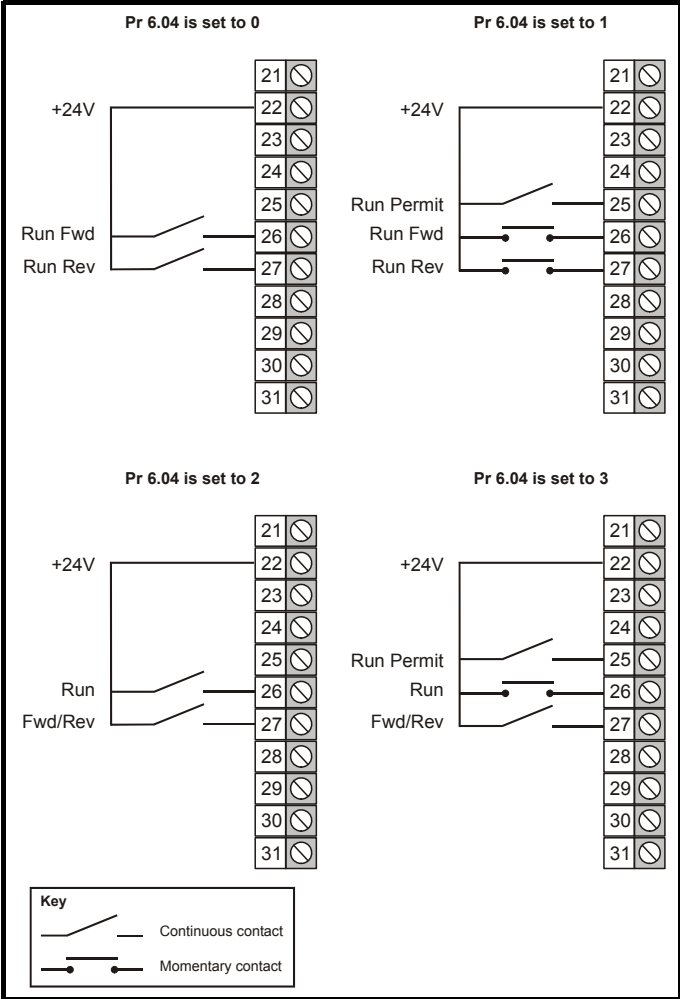 Pr 6.04 is set to 0
21
+24V 22
23
24
25
Run Fwd 26
Run Rev 27
28
29
30
31
Pr 6.04 is set to 1
21
+24V 22
23
24
Run Permit 25
Run Fwd 26
Run Rev 27
28
29
30
31
Pr 6.04 is set to 2
21
+24V 22
23
24
25
Run 26
Fwd/Rev 27
28
29
30
31
Pr 6.04 is set to 3
21
+24V 22
23
24
Run Permit 25
Run 26
Fwd/Rev 27
28
29
30
31
Key
Continuous contact
Momentary contact